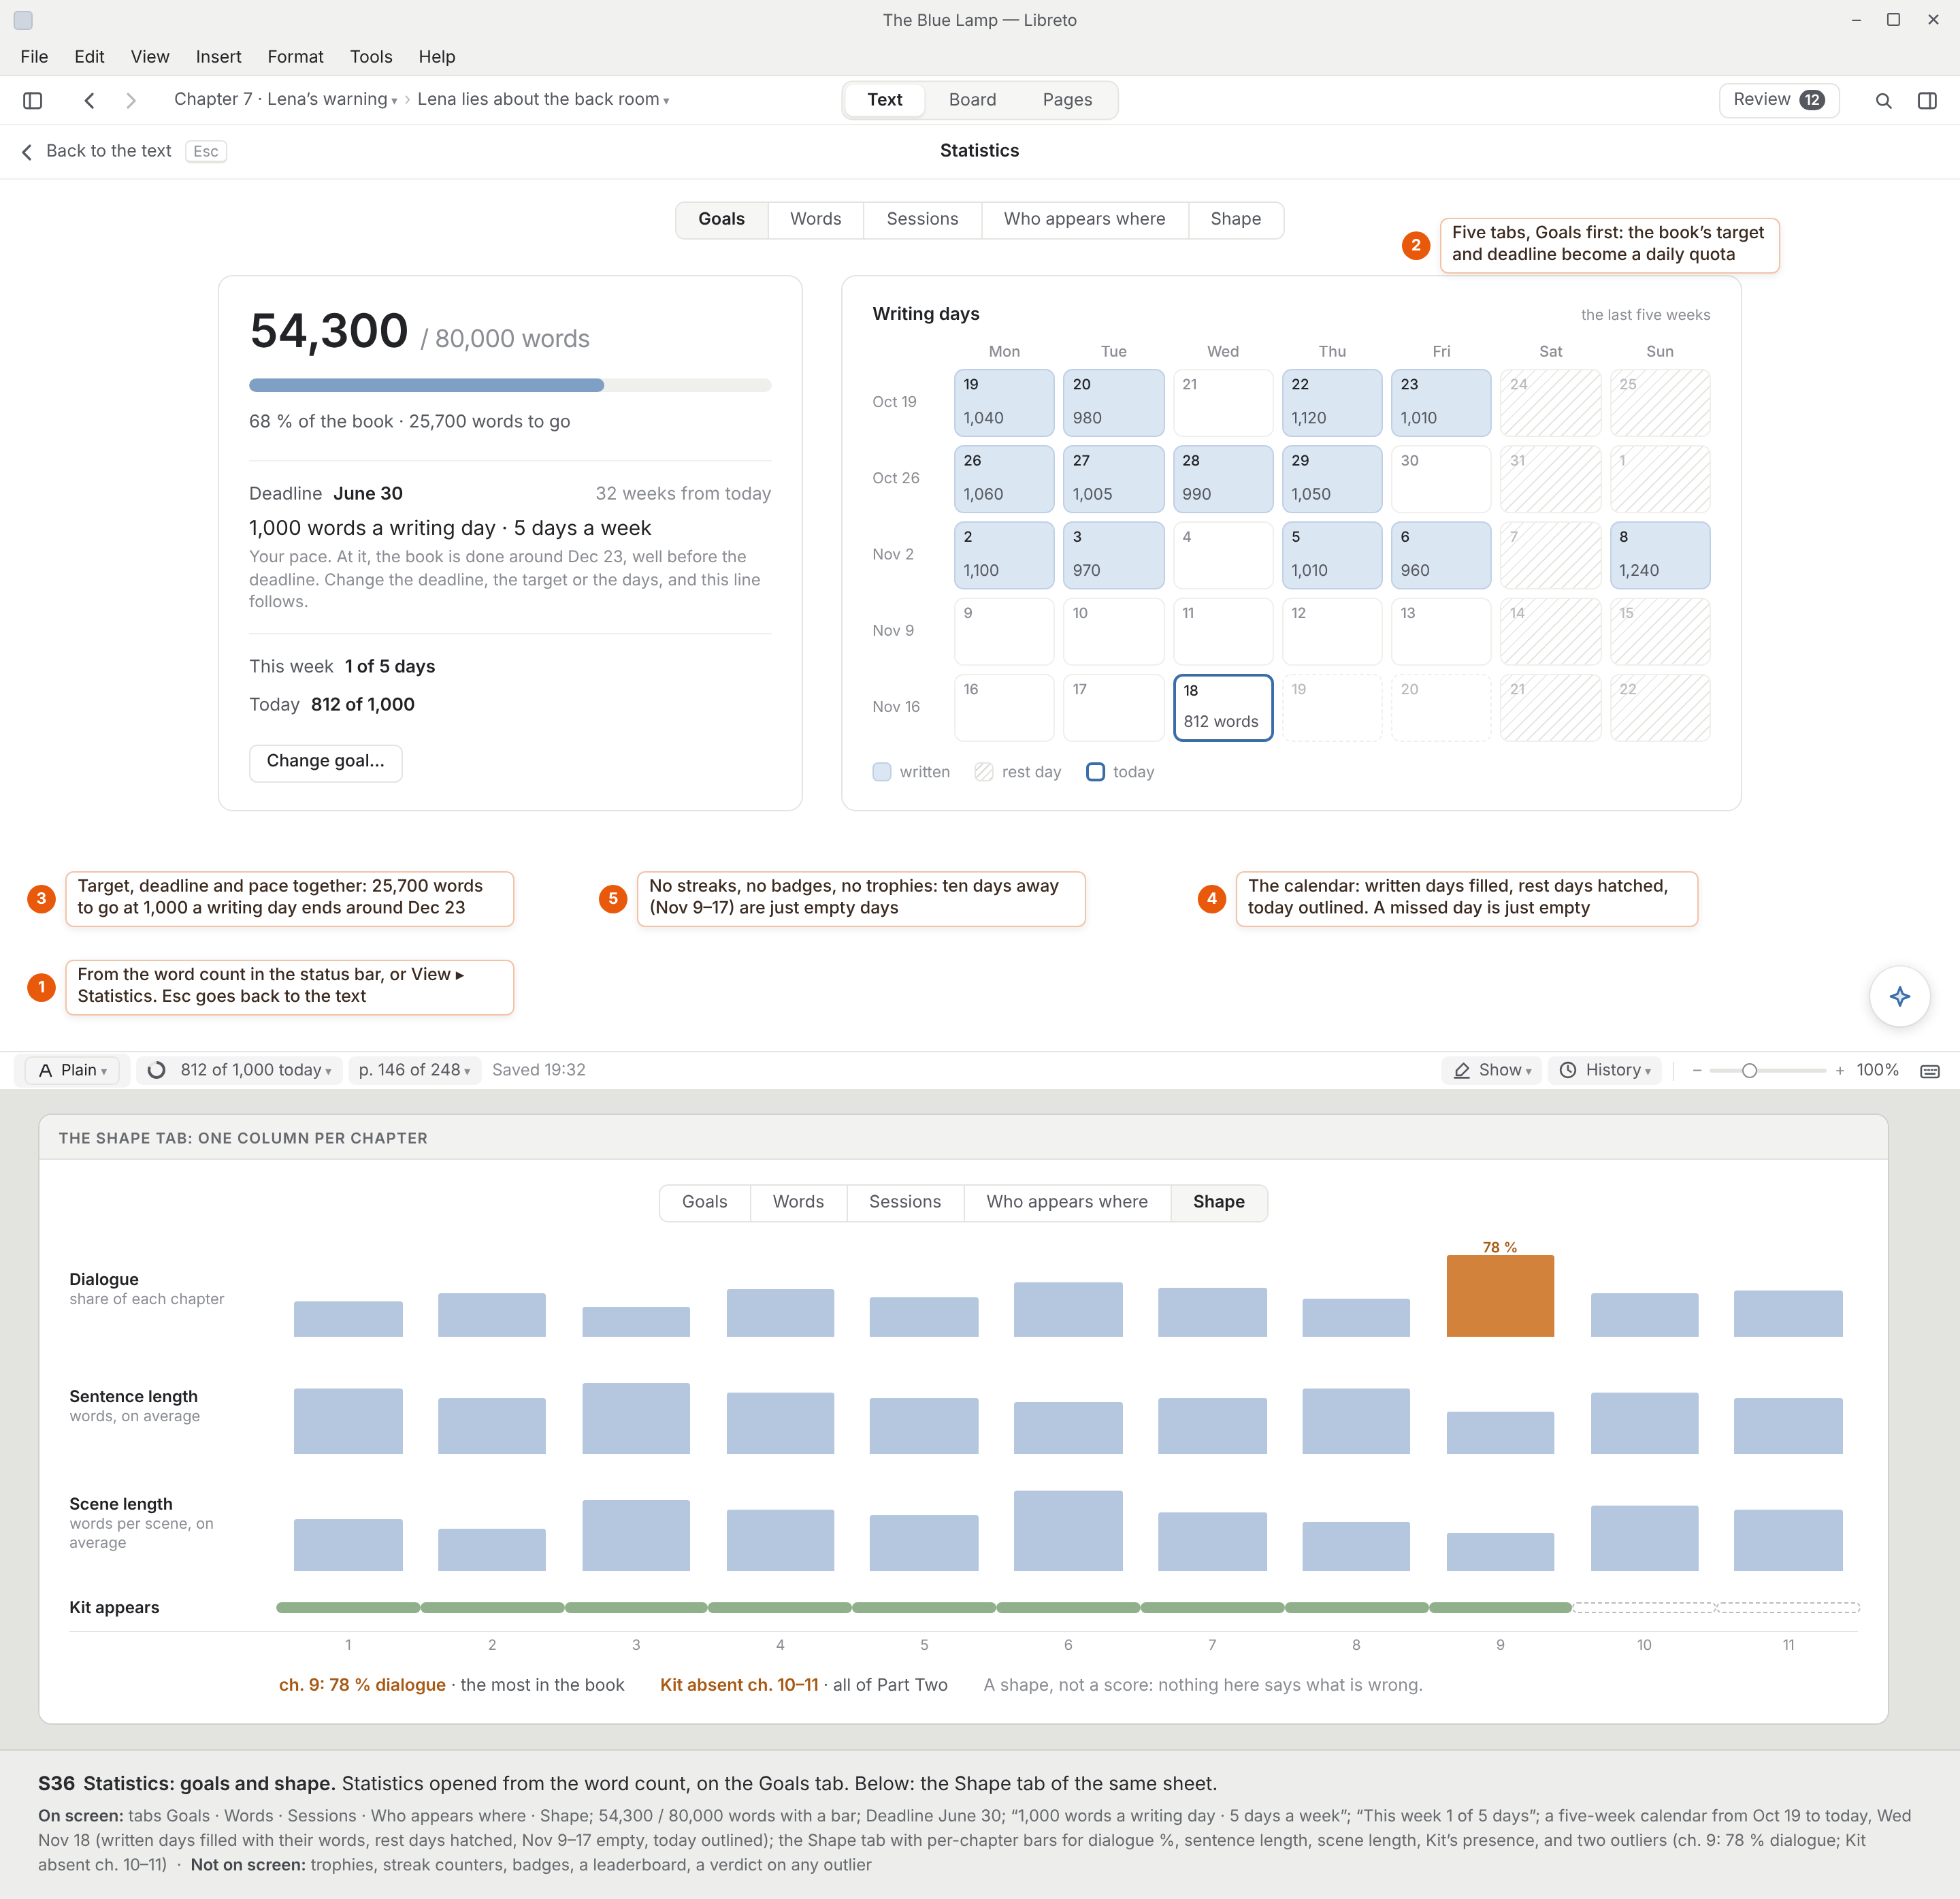 The Blue Lamp — Libreto
File Edit View Insert Format Tools Help
Chapter 7 · Lena’s warning ▾ › Lena lies about the back room ▾
Text Board Pages
Review 12
Back to the text Esc
Statistics
Goals Words Sessions Who appears where Shape
2 Five tabs, Goals first: the book’s target
and deadline become a daily quota
54,300 / 80,000 words
68 % of the book · 25,700 words to go
Deadline June 30 32 weeks from today
1,000 words a writing day · 5 days a week
Your pace. At it, the book is done around Dec 23, well before the
deadline. Change the deadline, the target or the days, and this line
follows.
This week 1 of 5 days
Today 812 of 1,000
Change goal…
Writing days the last five weeks
Mon Tue Wed Thu Fri Sat Sun
Oct 19
19 20 21 22 23 24 25
1,040 980 1,120 1,010
Oct 26
26 27 28 29 30 31 1
1,060 1,005 990 1,050
Nov 2
2 3 4 5 6 7 8
1,100 970 1,010 960 1,240
Nov 9
9 10 11 12 13 14 15
Nov 16
16 17 18 19 20 21 22
812 words
written rest day today
3 Target, deadline and pace together: 25,700 words
to go at 1,000 a writing day ends around Dec 23
5 No streaks, no badges, no trophies: ten days away
(Nov 9–17) are just empty days
4 The calendar: written days filled, rest days hatched,
today outlined. A missed day is just empty
1 From the word count in the status bar, or View ▸
Statistics. Esc goes back to the text
A Plain ▾ 812 of 1,000 today ▾ p. 146 of 248 ▾ Saved 19:32
Show ▾ History ▾ − + 100%
THE SHAPE TAB: ONE COLUMN PER CHAPTER
Goals Words Sessions Who appears where Shape
78 %
Dialogue
share of each chapter
Sentence length
words, on average
Scene length
words per scene, on
average
Kit appears
1 2 3 4 5 6 7 8 9 10 11
ch. 9: 78 % dialogue · the most in the book Kit absent ch. 10–11 · all of Part Two A shape, not a score: nothing here says what is wrong.
S36 Statistics: goals and shape. Statistics opened from the word count, on the Goals tab. Below: the Shape tab of the same sheet.
On screen: tabs Goals · Words · Sessions · Who appears where · Shape; 54,300 / 80,000 words with a bar; Deadline June 30; “1,000 words a writing day · 5 days a week”; “This week 1 of 5 days”; a five-week calendar from Oct 19 to today, Wed
Nov 18 (written days filled with their words, rest days hatched, Nov 9–17 empty, today outlined); the Shape tab with per-chapter bars for dialogue %, sentence length, scene length, Kit’s presence, and two outliers (ch. 9: 78 % dialogue; Kit
absent ch. 10–11) · Not on screen: trophies, streak counters, badges, a leaderboard, a verdict on any outlier